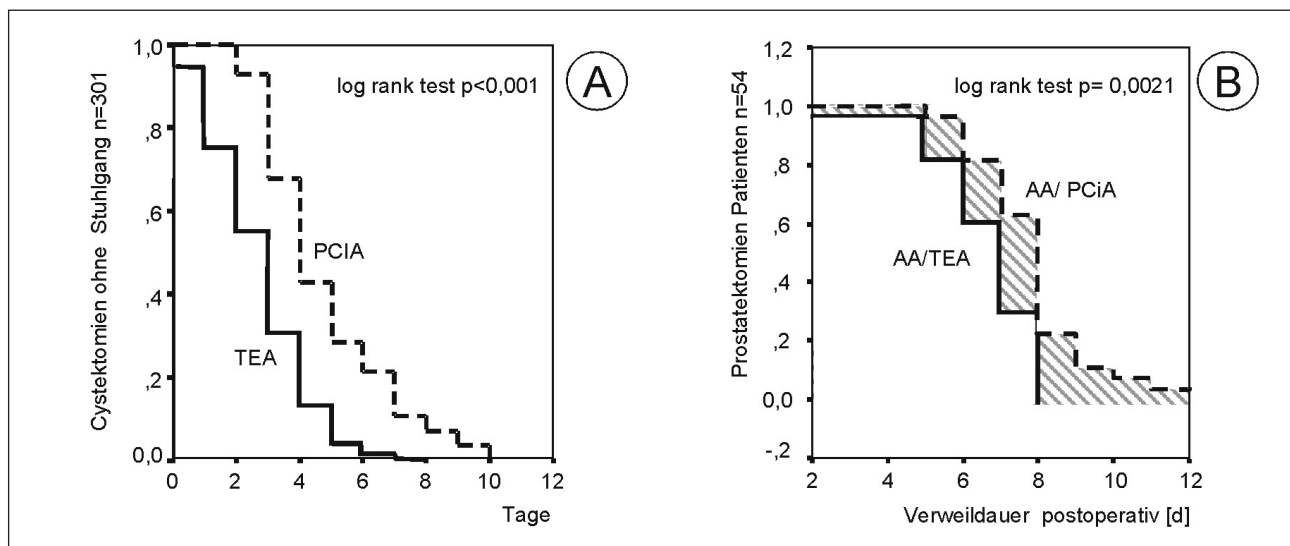 Cystektomien ohne Stuhlgang n=301
1,0
,8
,6
,4
,2
0,0
0 2 4 6 8 10 12
Tage
log rank test p<0,001
A
PCIA
TEA
Prostatektomien Patienten n=54
1,2
1,0
,8
,6
,4
,2
0,0
-,2
2 4 6 8 10 12
Verweildauer postoperativ [d]
log rank test p= 0,0021
B
AA/ PCiA
AA/TEA